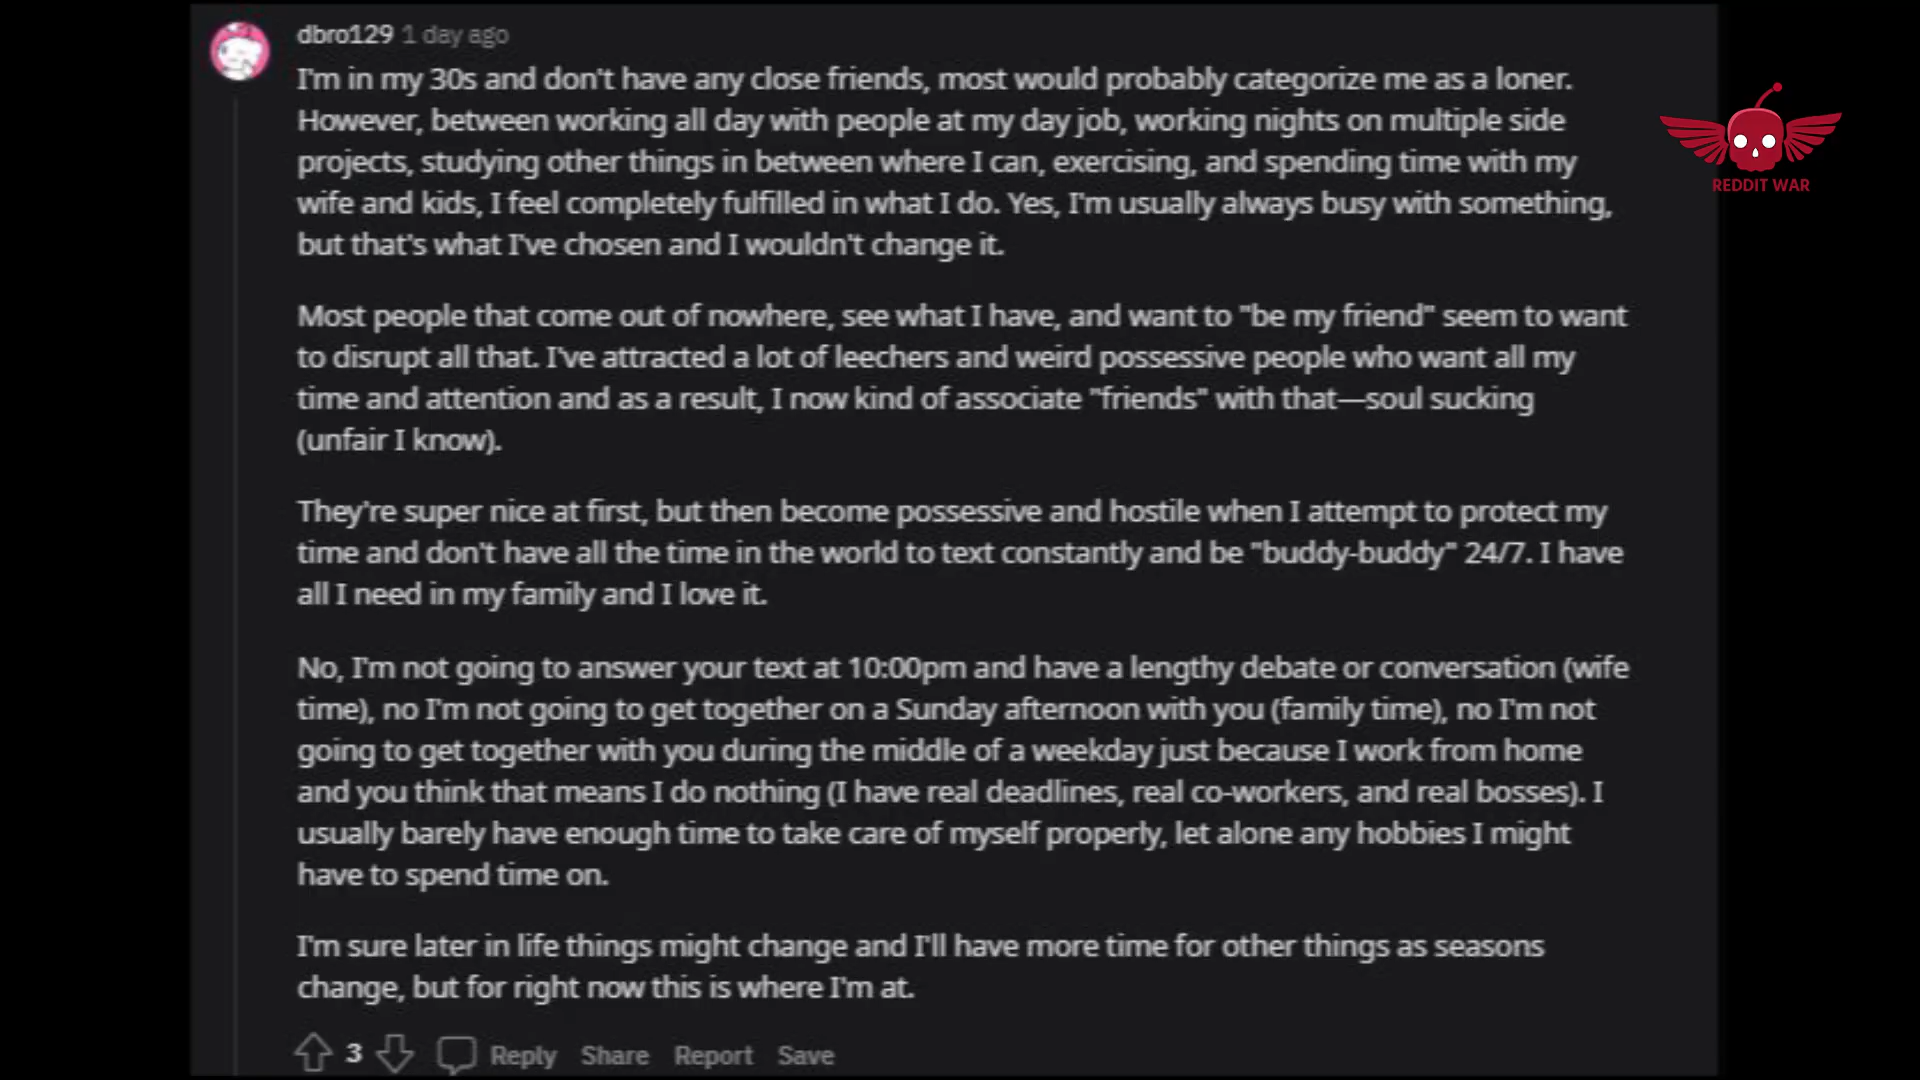 dbro129 1 day ago
I'm in my 30s and don't have any close friends, most would probably categorize me as a loner.
However, between working all day with people at my day job, working nights on multiple side
projects, studying other things in between where I can, exercising, and spending time with my
wife and kids, I feel completely fulfilled in what I do. Yes, I'm usually always busy with something,
but that's what I've chosen and I wouldn't change it.
Most people that come out of nowhere, see what I have, and want to "be my friend" seem to want
to disrupt all that. I've attracted a lot of leechers and weird possessive people who want all my
time and attention and as a result, I now kind of associate "friends" with that—soul sucking
(unfair I know).
They're super nice at first, but then become possessive and hostile when I attempt to protect my
time and don't have all the time in the world to text constantly and be "buddy-buddy" 24/7. I have
all I need in my family and I love it.
No, I'm not going to answer your text at 10:00pm and have a lengthy debate or conversation (wife
time), no I'm not going to get together on a Sunday afternoon with you (family time), no I'm not
going to get together with you during the middle of a weekday just because I work from home
and you think that means I do nothing (I have real deadlines, real co-workers, and real bosses). I
usually barely have enough time to take care of myself properly, let alone any hobbies I might
have to spend time on.
I'm sure later in life things might change and I'll have more time for other things as seasons
change, but for right now this is where I'm at.
3 Reply Share Report Save
REDDIT WAR